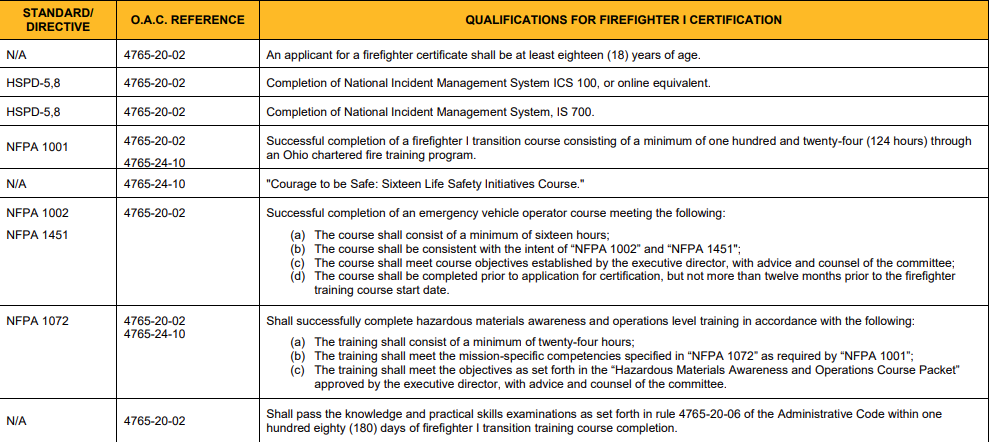 STANDARD/
DIRECTIVE
O.A.C. REFERENCE
QUALIFICATIONS FOR FIREFIGHTER I CERTIFICATION
N/A
4765-20-02
An applicant for a firefighter certificate shall be at least eighteen (18) years of age.
HSPD-5,8
4765-20-02
Completion of National Incident Management System ICS 100, or online equivalent.
HSPD-5,8
4765-20-02
Completion of National Incident Management System, IS 700.
NFPA 1001
4765-20-02
4765-24-10
Successful completion of a firefighter I transition course consisting of a minimum of one hundred and twenty-four (124 hours) through
an Ohio chartered fire training program.
N/A
4765-24-10
"Courage to be Safe: Sixteen Life Safety Initiatives Course."
NFPA 1002
NFPA 1451
4765-20-02
Successful completion of an emergency vehicle operator course meeting the following:
(a) The course shall consist of a minimum of sixteen hours;
(b) The course shall be consistent with the intent of “NFPA 1002” and “NFPA 1451";
(c) The course shall meet course objectives established by the executive director, with advice and counsel of the committee;
(d) The course shall be completed prior to application for certification, but not more than twelve months prior to the firefighter
training course start date.
NFPA 1072
4765-20-02
4765-24-10
Shall successfully complete hazardous materials awareness and operations level training in accordance with the following:
(a) The training shall consist of a minimum of twenty-four hours;
(b) The training shall meet the mission-specific competencies specified in “NFPA 1072” as required by “NFPA 1001”;
(c) The training shall meet the objectives as set forth in the “Hazardous Materials Awareness and Operations Course Packet”
approved by the executive director, with advice and counsel of the committee.
N/A
4765-20-02
Shall pass the knowledge and practical skills examinations as set forth in rule 4765-20-06 of the Administrative Code within one
hundred eighty (180) days of firefighter I transition training course completion.